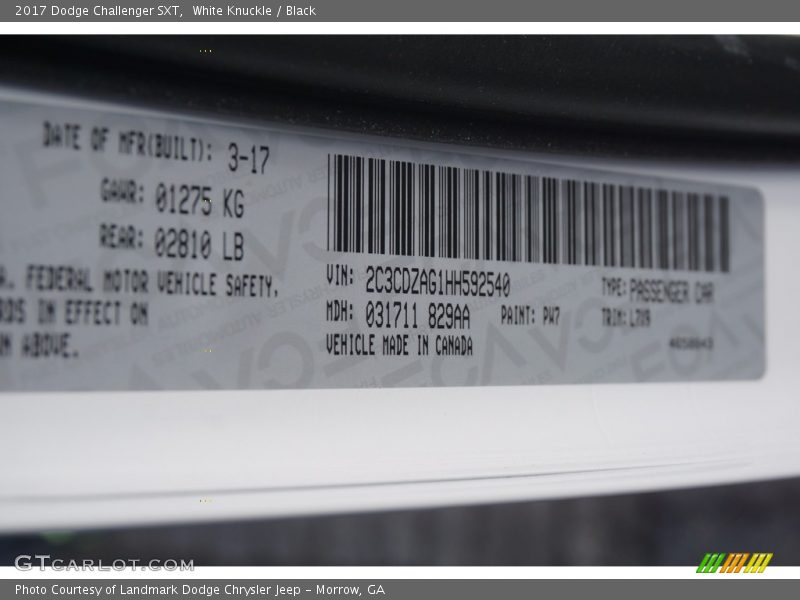 2017 Dodge Challenger SXT, White Knuckle / Black
DATE OF MFR(BUILT): 3-17
GAWR: 01275 KG
REAR: 02810 LB
FEDERAL MOTOR VEHICLE SAFETY.
IN EFFECT ON
ABOVE.
VIN: 2C3CDZAG1HH592540
TYPE: PASSENGER CAR
MDH: 031711 829AA
PAINT: PW7
TRIM: L7X9
VEHICLE MADE IN CANADA
GTCARLOT.COM
Photo Courtesy of Landmark Dodge Chrysler Jeep – Morrow, GA